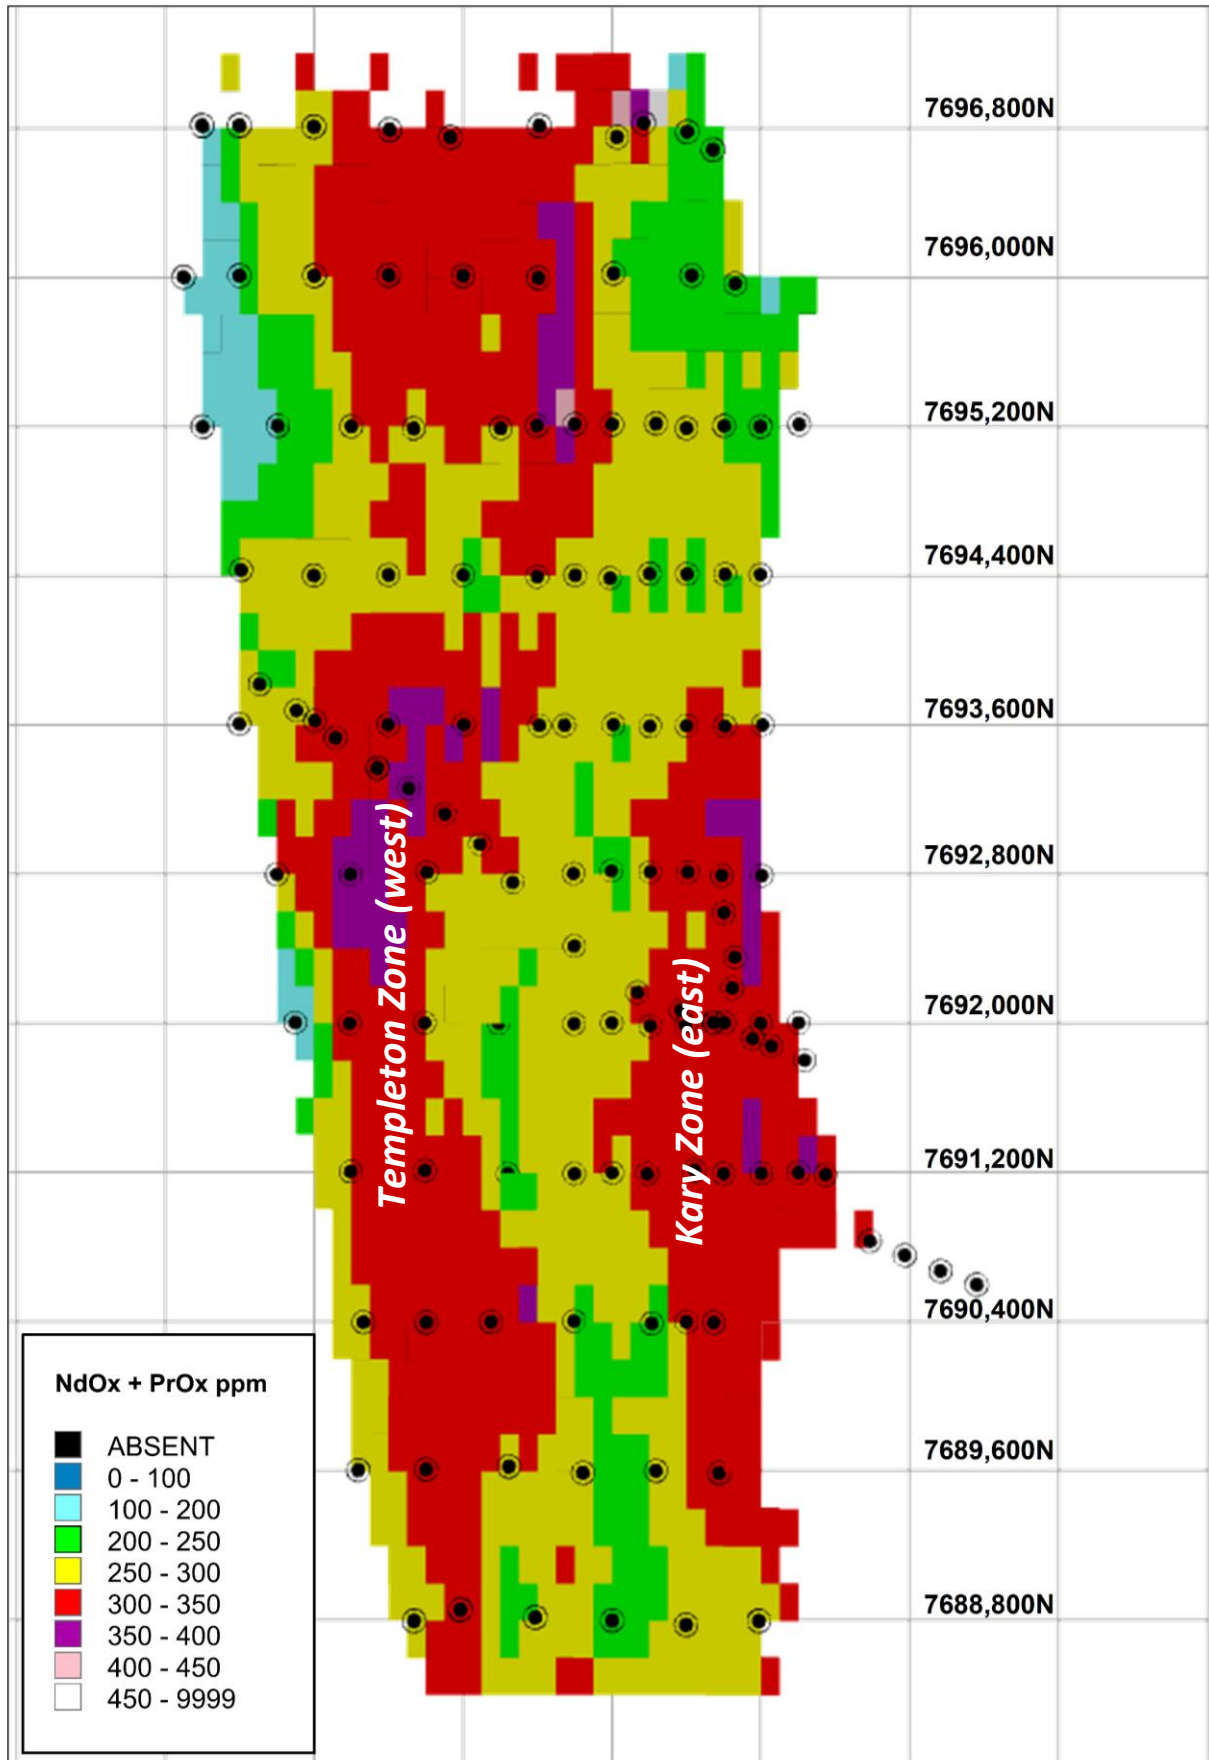 7696,800N
7696,000N
7695,200N
7694,400N
7693,600N
7692,800N
7692,000N
7691,200N
7690,400N
7689,600N
7688,800N
Templeton Zone (west)
Kary Zone (east)
NdOx + PrOx ppm
ABSENT
0 - 100
100 - 200
200 - 250
250 - 300
300 - 350
350 - 400
400 - 450
450 - 9999